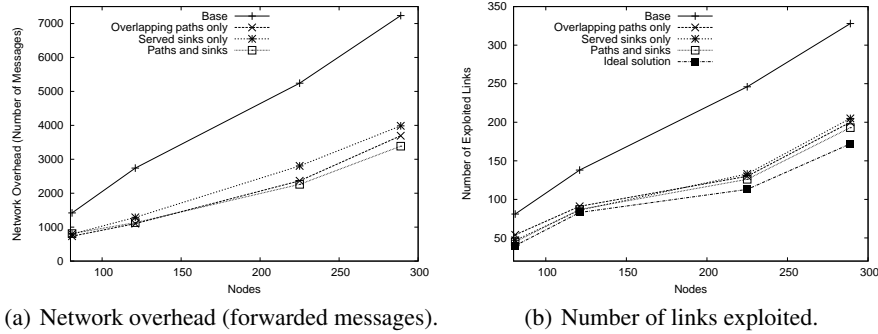 7000
6000
5000
4000
3000
2000
1000
0
Network Overhead (Number of Messages)
Base
Overlapping paths only
Served sinks only
Paths and sinks
100
150
200
250
300
Nodes
(a) Network overhead (forwarded messages).
350
300
250
200
150
100
50
Number of Exploited Links
Base
Overlapping paths only
Served sinks only
Paths and sinks
Ideal solution
100
150
200
250
300
Nodes
(b) Number of links exploited.